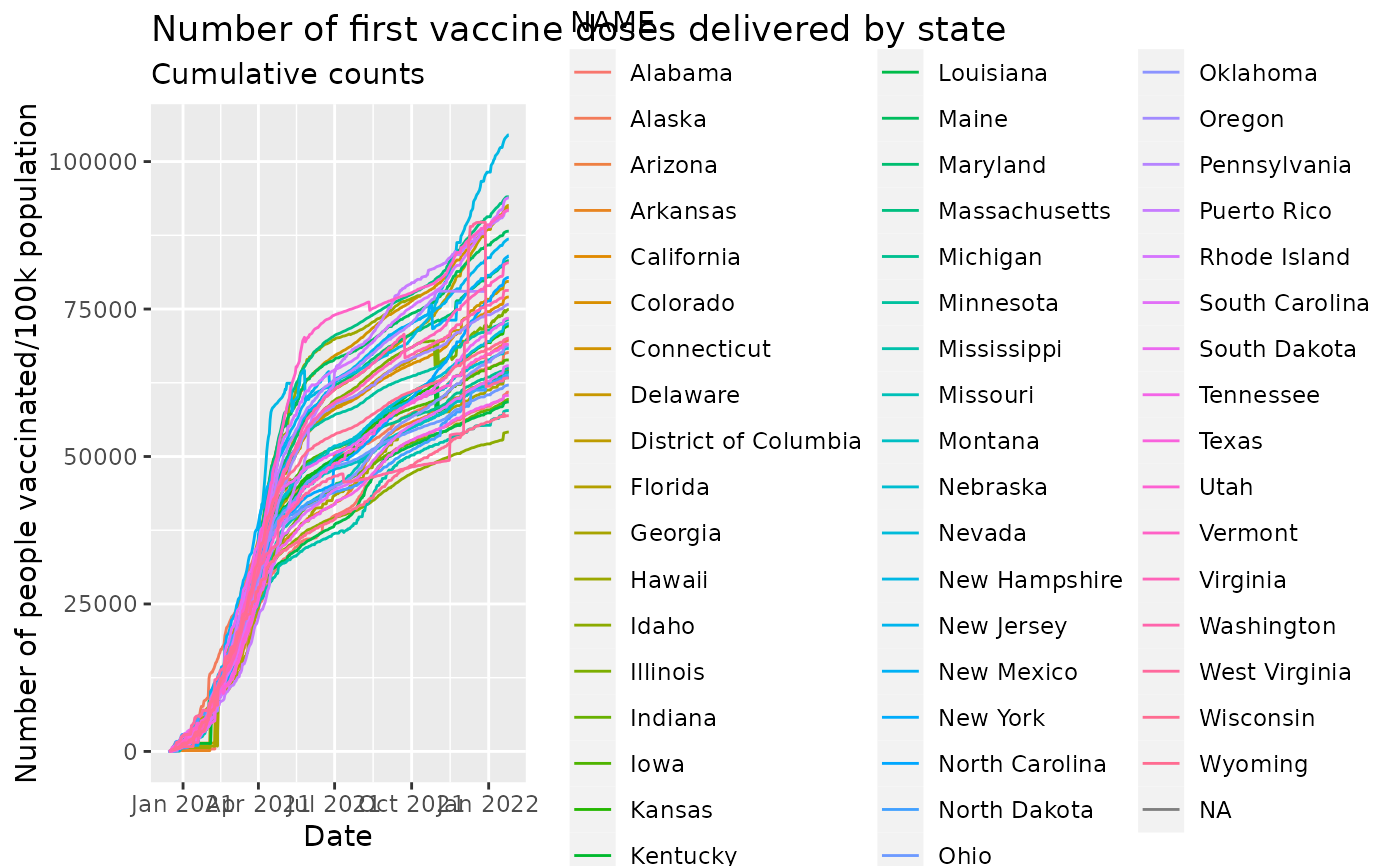 Number of first vaccine doses delivered by state
Cumulative counts
NAME
Number of people vaccinated/100k population
100000
75000
50000
25000
0
Jan 2021
Apr 2021
Jul 2021
Oct 2021
Jan 2022
Date
Alabama
Alaska
Arizona
Arkansas
California
Colorado
Connecticut
Delaware
District of Columbia
Florida
Georgia
Hawaii
Idaho
Illinois
Indiana
Iowa
Kansas
Kentucky
Louisiana
Maine
Maryland
Massachusetts
Michigan
Minnesota
Mississippi
Missouri
Montana
Nebraska
Nevada
New Hampshire
New Jersey
New Mexico
New York
North Carolina
North Dakota
Ohio
Oklahoma
Oregon
Pennsylvania
Puerto Rico
Rhode Island
South Carolina
South Dakota
Tennessee
Texas
Utah
Vermont
Virginia
Washington
West Virginia
Wisconsin
Wyoming
NA